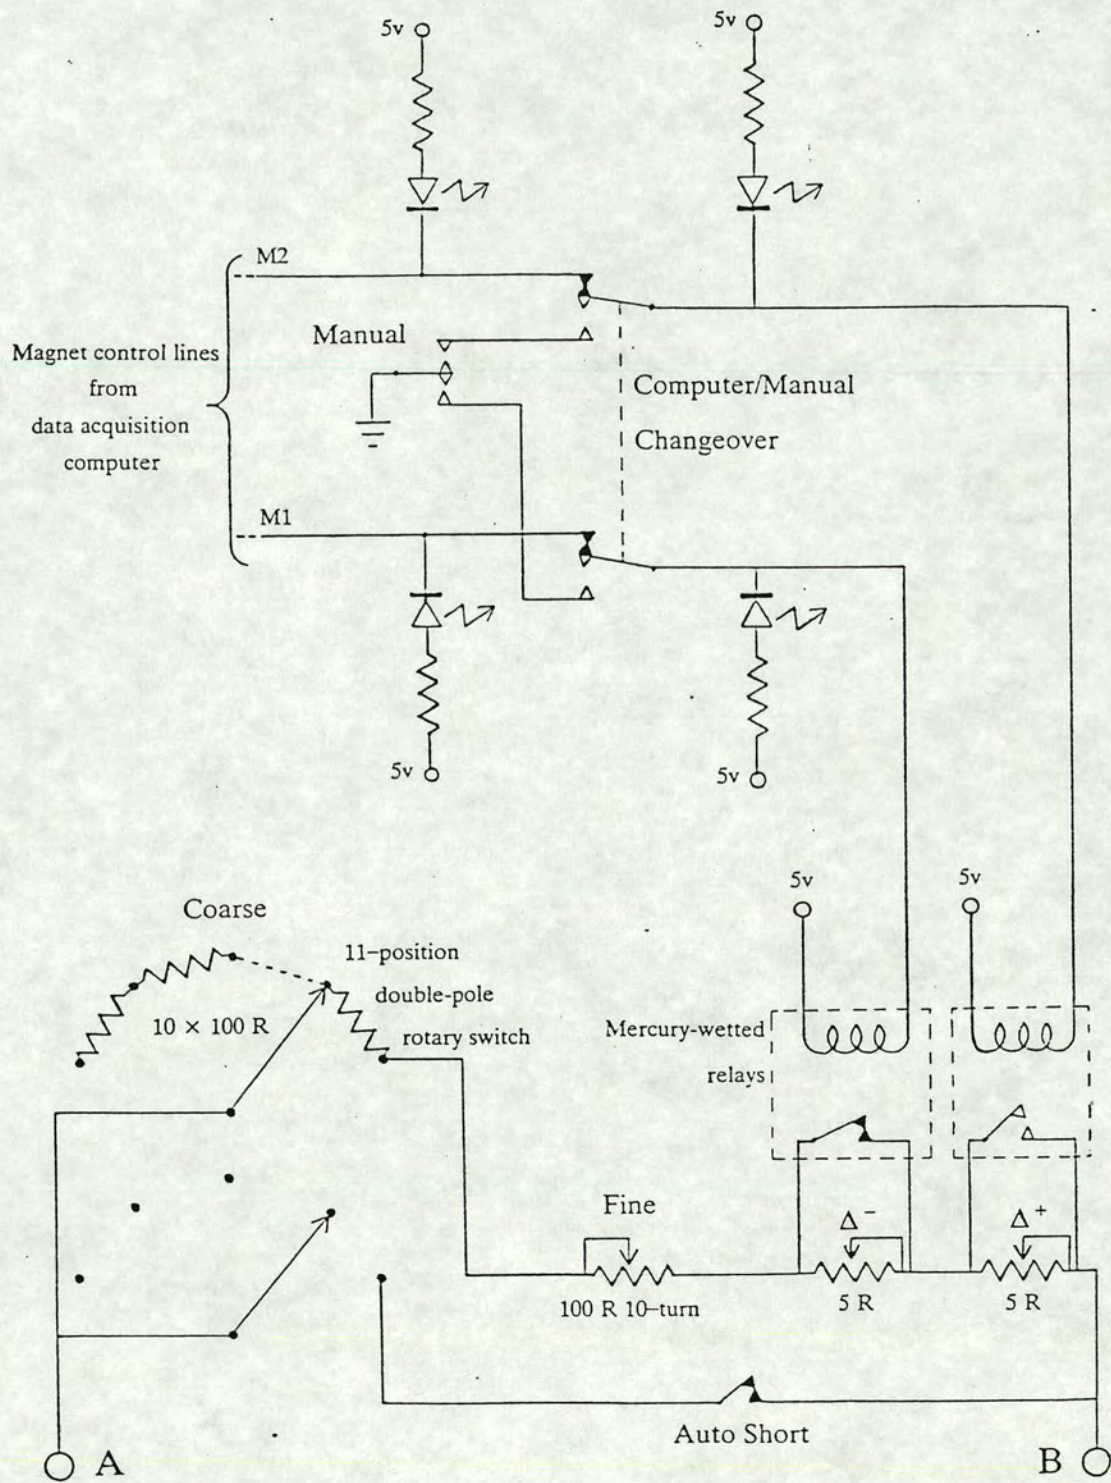 5v
5v
M2
Manual
Magnet control lines
from
data acquisition
computer
Computer/Manual
Changeover
M1
5v
5v
5v
5v
Coarse
11-position
double-pole
rotary switch
10 × 100 R
Mercury-wetted
relays
Fine
Δ⁻
Δ⁺
100 R 10-turn
5 R
5 R
Auto Short
A
B